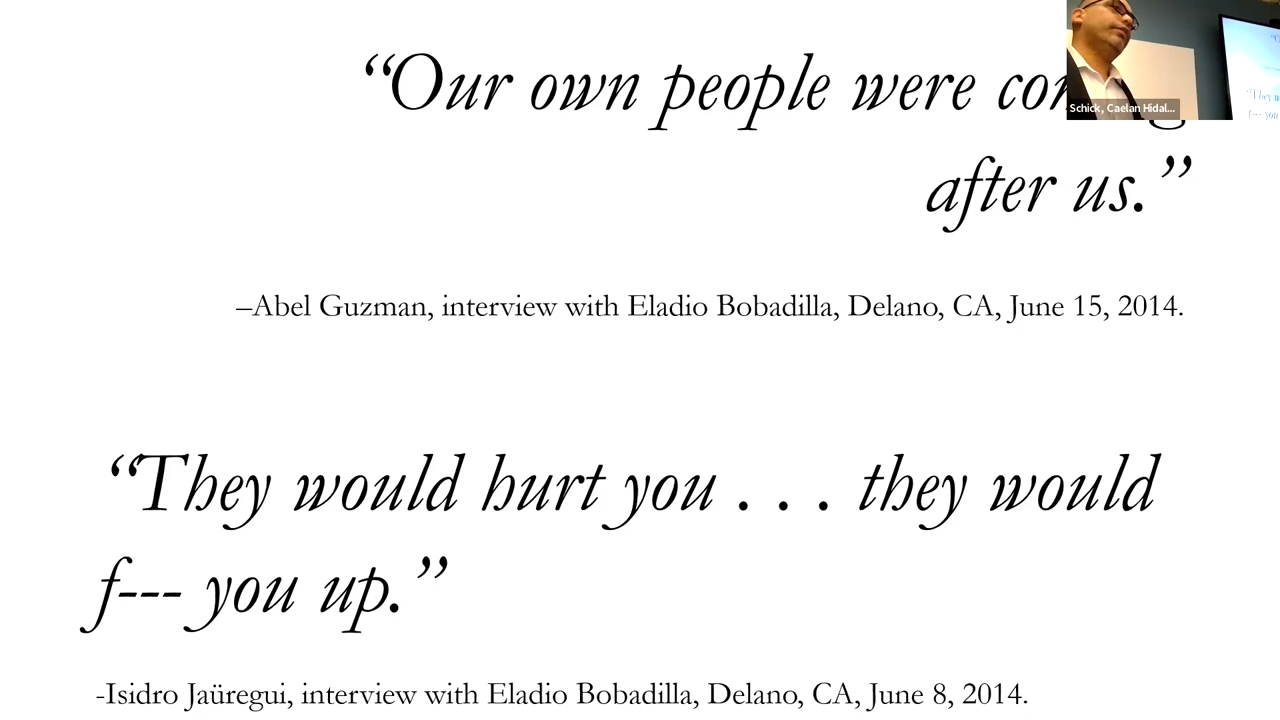 “Our own people were
after us.”
–Abel Guzman, interview with Eladio Bobadilla, Delano, CA, June 15, 2014.
“They would hurt you . . . they would
f--- you up.”
-Isidro Jaüregui, interview with Eladio Bobadilla, Delano, CA, June 8, 2014.
Schick, Caelan Hidal...